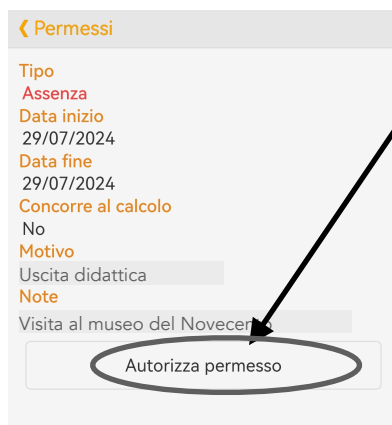 Permessi
Tipo
Assenza
Data inizio
29/07/2024
Data fine
29/07/2024
Concorre al calcolo
No
Motivo
Uscita didattica
Note
Visita al museo del Novecento
Autorizza permesso